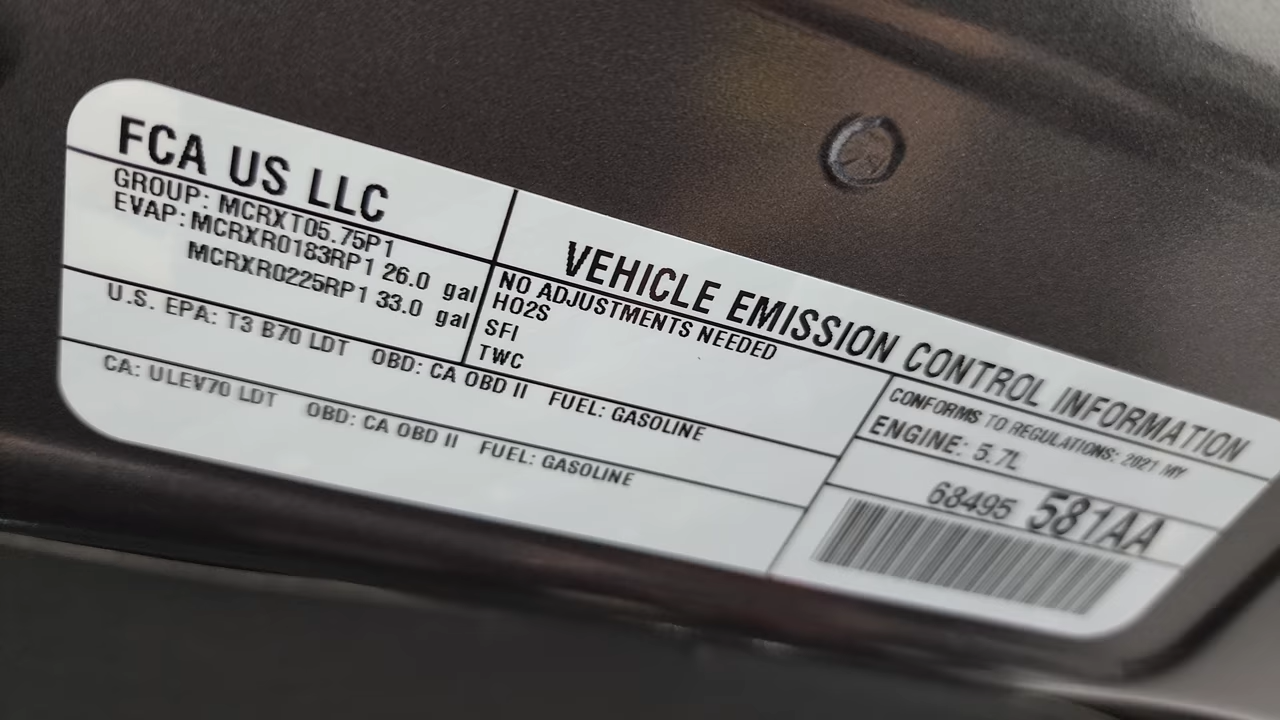 FCA US LLC
GROUP: MCRXT05.75P1
EVAP: MCRXR0183RP1 26.0 gal
MCRXR0225RP1 33.0 gal
VEHICLE EMISSION CONTROL INFORMATION
NO ADJUSTMENTS NEEDED
HO2S
SFI
TWC
CONFORMS TO REGULATIONS: 2021 MY
ENGINE: 5.7L
U.S. EPA: T3 B70 LDT OBD: CA OBD II FUEL: GASOLINE
CA: ULEV70 LDT OBD: CA OBD II FUEL: GASOLINE
68495 581AA